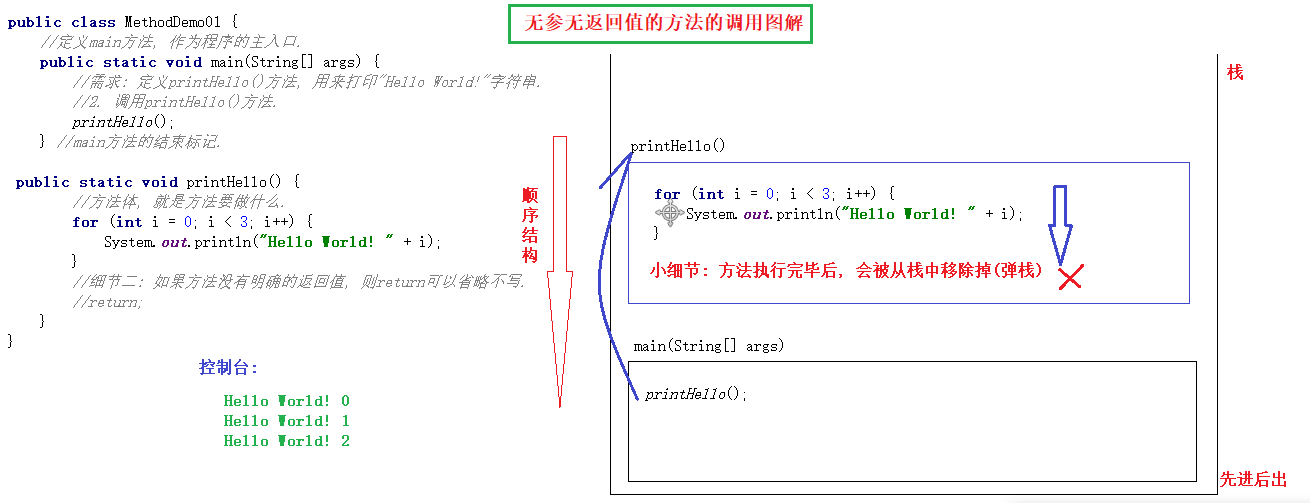 public class MethodDemo01 {
//定义main方法, 作为程序的主入口.
public static void main(String[] args) {
//需求: 定义printHello()方法, 用来打印"Hello World!"字符串.
//2. 调用printHello()方法.
printHello();
} //main方法的结束标记.
public static void printHello() {
//方法体, 就是方法要做什么.
for (int i = 0; i < 3; i++) {
System.out.println("Hello World! " + i);
}
//细节二: 如果方法没有明确的返回值, 则return可以省略不写.
//return;
}
}
控制台:
Hello World! 0
Hello World! 1
Hello World! 2
顺序结构
无参无返回值的方法的调用图解
栈
printHello()
for (int i = 0; i < 3; i++) {
System.out.println("Hello World! " + i);
}
小细节: 方法执行完毕后, 会被从栈中移除掉(弹栈)
main(String[] args)
printHello();
先进后出